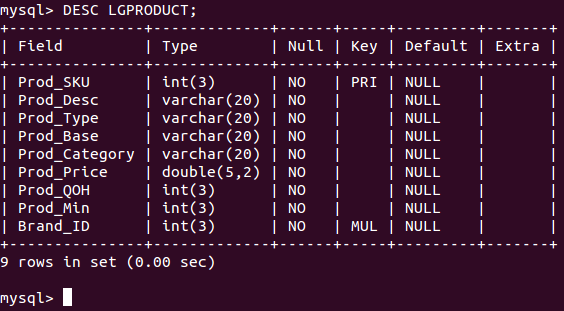 mysql> DESC LGPRODUCT;
+---------------+-------------+------+-----+---------+-------+
| Field         | Type        | Null | Key | Default | Extra |
+---------------+-------------+------+-----+---------+-------+
| Prod_SKU      | int(3)      | NO   | PRI | NULL    |       |
| Prod_Desc     | varchar(20) | NO   |     | NULL    |       |
| Prod_Type     | varchar(20) | NO   |     | NULL    |       |
| Prod_Base     | varchar(20) | NO   |     | NULL    |       |
| Prod_Category | varchar(20) | NO   |     | NULL    |       |
| Prod_Price    | double(5,2) | NO   |     | NULL    |       |
| Prod_QOH      | int(3)      | NO   |     | NULL    |       |
| Prod_Min      | int(3)      | NO   |     | NULL    |       |
| Brand_ID      | int(3)      | NO   | MUL | NULL    |       |
+---------------+-------------+------+-----+---------+-------+
9 rows in set (0.00 sec)
mysql>